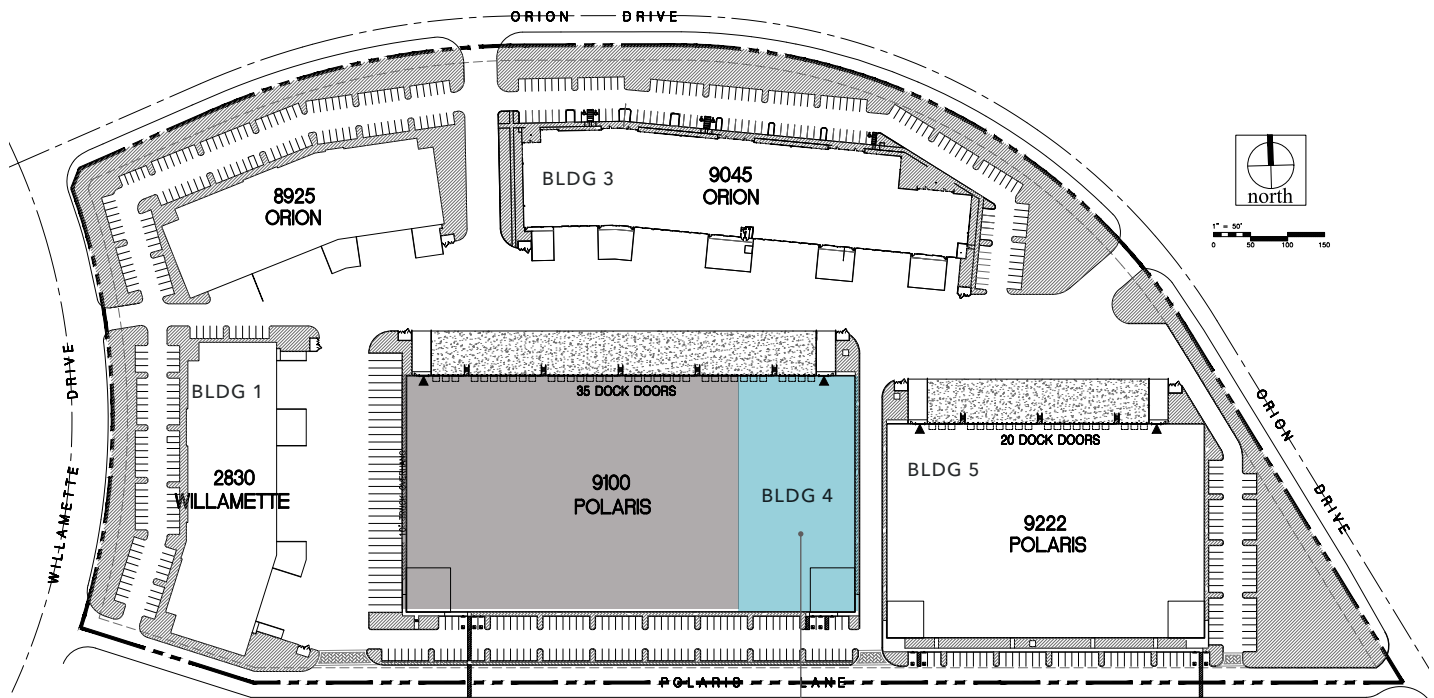 ORION DRIVE
BLDG 3
9045
ORION
8925
ORION
north
1" = 50'
0 50 100 150
WILLAMETTE DRIVE
BLDG 1
2830
WILLAMETTE
35 DOCK DOORS
9100
POLARIS
BLDG 4
20 DOCK DOORS
BLDG 5
9222
POLARIS
ORION DRIVE
POLARIS LANE